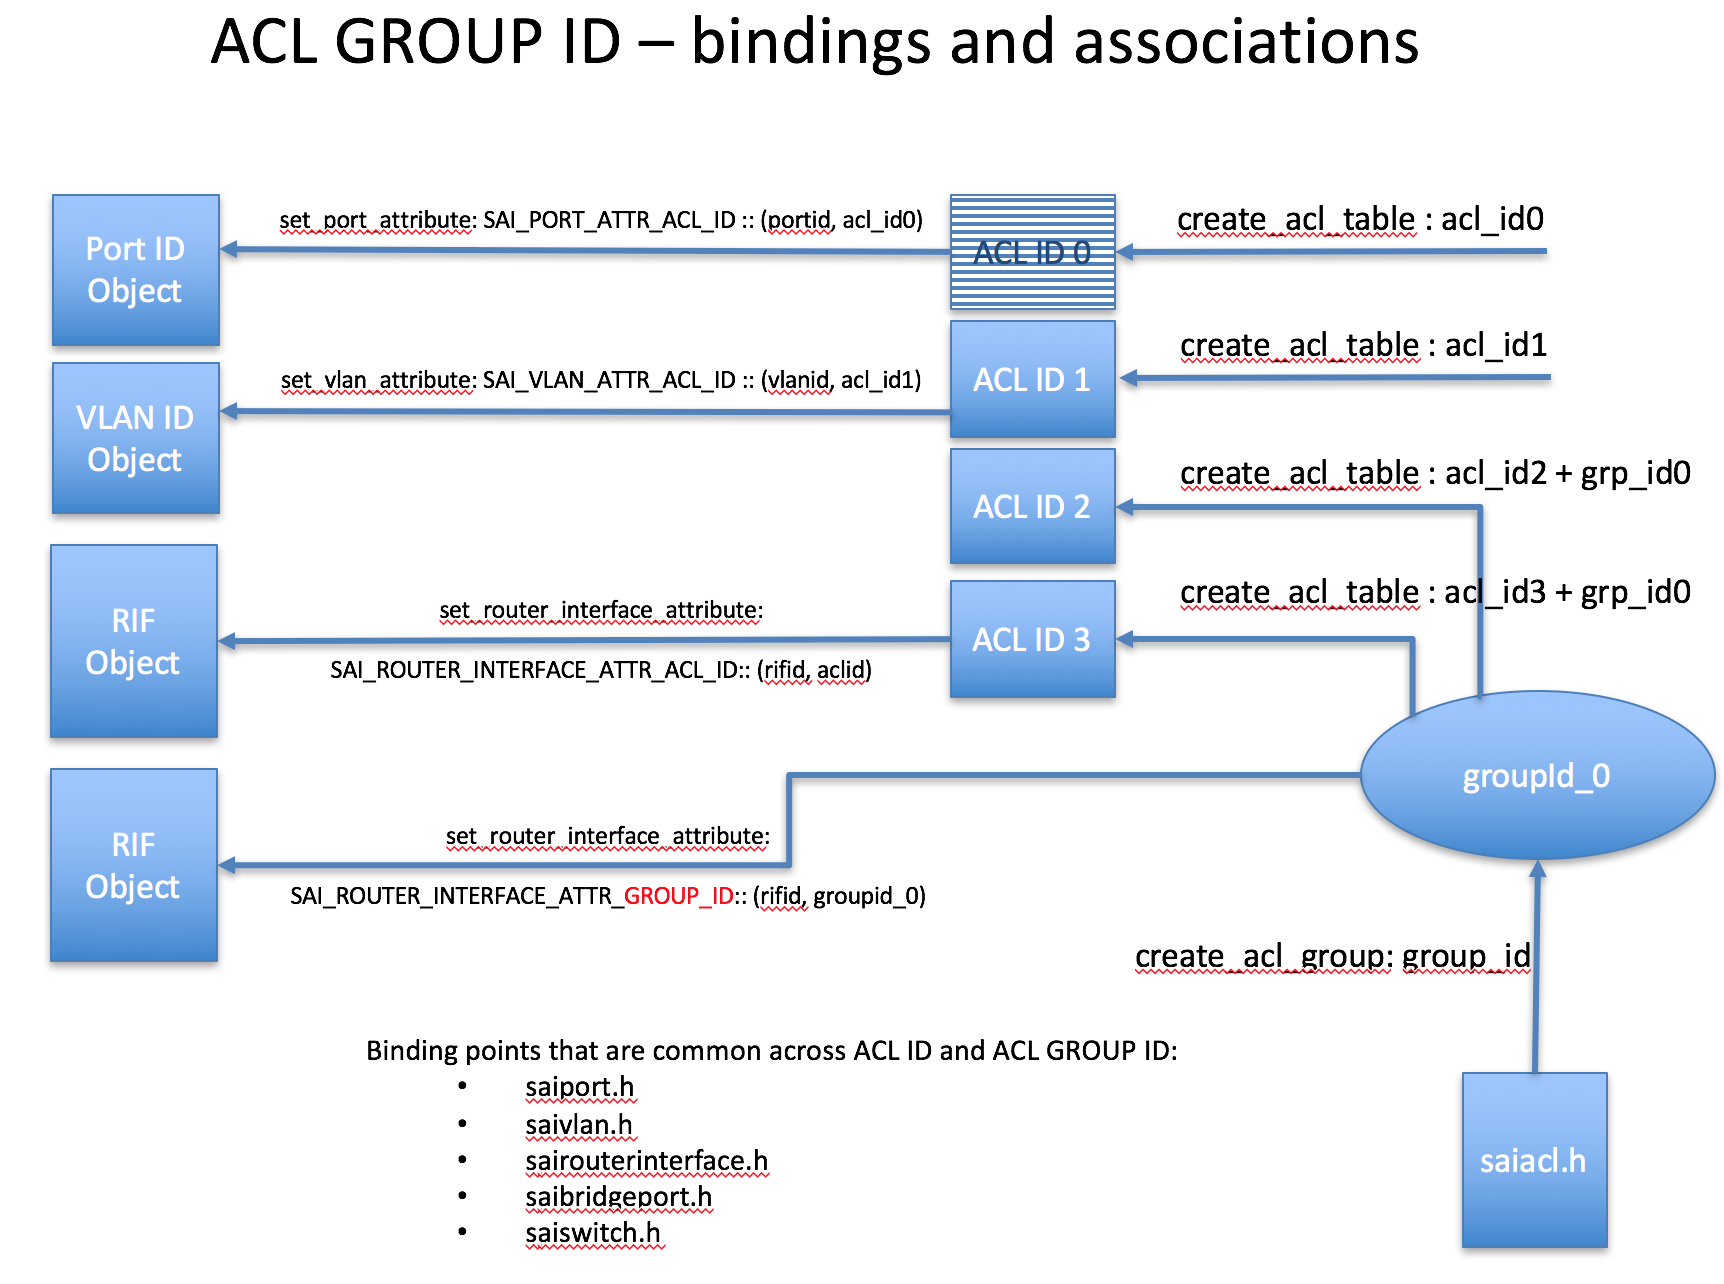 ACL GROUP ID – bindings and associations
set_port_attribute: SAI_PORT_ATTR_ACL_ID :: (portid, acl_id0)
create_acl_table : acl_id0
Port ID
Object
ACL ID 0
create_acl_table : acl_id1
set_vlan_attribute: SAI_VLAN_ATTR_ACL_ID :: (vlanid, acl_id1)
ACL ID 1
VLAN ID
Object
create_acl_table : acl_id2 + grp_id0
ACL ID 2
create_acl_table : acl_id3 + grp_id0
set_router_interface_attribute:
RIF
Object
ACL ID 3
SAI_ROUTER_INTERFACE_ATTR_ACL_ID:: (rifid, aclid)
groupId_0
set_router_interface_attribute:
RIF
Object
SAI_ROUTER_INTERFACE_ATTR_GROUP_ID:: (rifid, groupid_0)
create_acl_group: group_id
Binding points that are common across ACL ID and ACL GROUP ID:
• saiport.h
• saivlan.h
• sairouterinterface.h
• saibridgeport.h
• saiswitch.h
saiacl.h